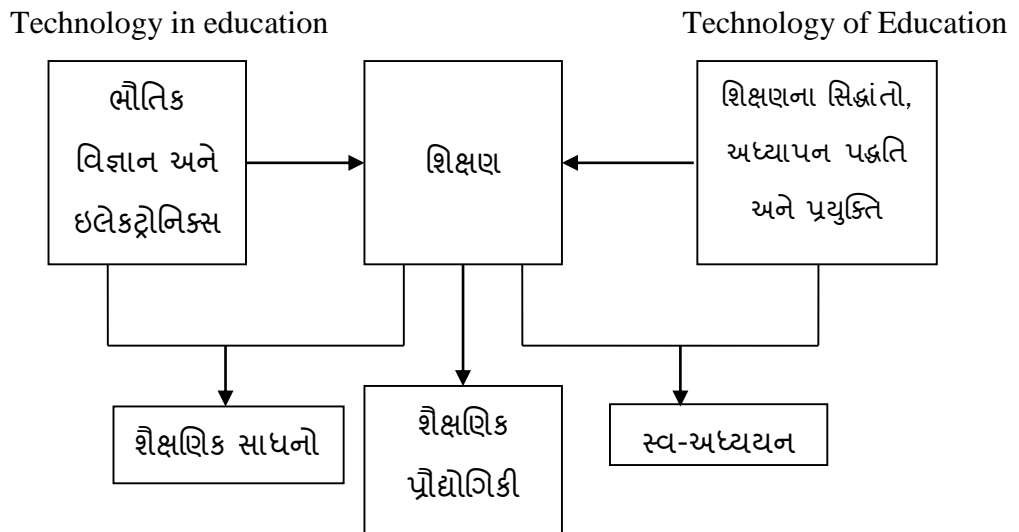 Technology in education
Technology of Education
ભૌતિક
વિજ્ઞાન અને
ઇલેકટ્રોનિક્સ
શિક્ષણ
શિક્ષણના સિદ્ધાંતો,
અધ્યાપન પદ્ધતિ
અને પ્રયુક્તિ
શૈક્ષણિક સાધનો
શૈક્ષણિક
પ્રૌદ્યોગિકી
સ્વ-અધ્યયન